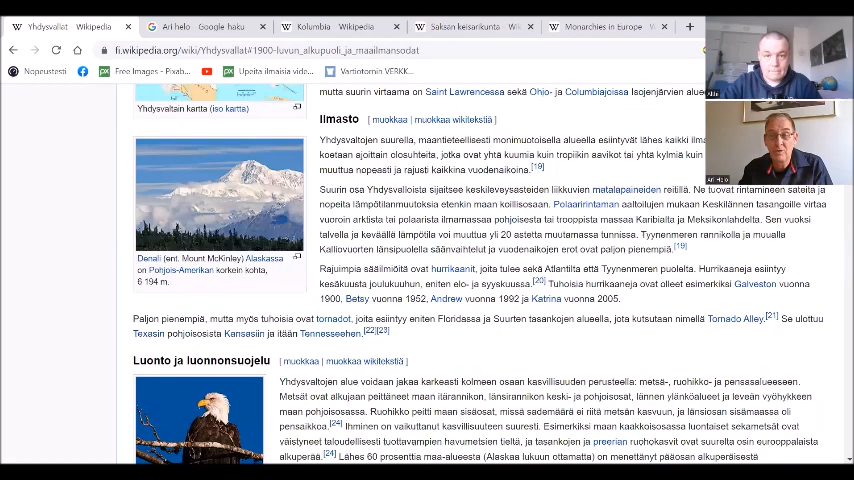 Yhdysvallat – Wikipedia
Ari helo - Google haku
Kolumbia – Wikipedia
Saksan keisarikunta – Wik
Monarchies in Europe - W
fi.wikipedia.org/wiki/Yhdysvallat#1900-luvun_alkupuoli_ja_maailmansodat
Nopeustesti
Free Images - Pixab...
Upeita ilmaisia vide...
Vartiotornin VERKK...
Yhdysvaltain kartta (iso kartta)
mutta suurin virtaama on Saint Lawrencessa sekä Ohio- ja Columbiajoissa Isojenjärvien alue
Ilmasto [ muokkaa | muokkaa wikitekstiä ]
Yhdysvaltojen suurella, maantieteellisesti monimuotoisella alueella esiintyvät lähes kaikki ilma
koetaan ajoittain olosuhteita, jotka ovat yhtä kuumia kuin tropiikin aavikot tai yhtä kylmiä kuin
muuttua nopeasti ja rajusti kaikkina vuodenaikoina.[19]
Suurin osa Yhdysvalloista sijaitsee keskileveysasteiden liikkuvien matalapaineiden reitillä. Ne tuovat rintamineen sateita ja
nopeita lämpötilanmuutoksia etenkin maan koillisosaan. Polaaririntaman aaltoilujen mukaan Keskilännen tasangoille virtaa
vuoroin arktista tai polaarista ilmamassaa pohjoisesta tai trooppista massaa Karibialta ja Meksikonlahdelta. Sen vuoksi
talvella ja keväällä lämpötila voi muuttua yli 20 astetta muutamassa tunnissa. Tyynenmeren rannikolla ja muualla
Kalliovuorten länsipuolella säänvaihtelut ja vuodenaikojen erot ovat paljon pienempiä.[19]
Denali (ent. Mount McKinley) Alaskassa
on Pohjois-Amerikan korkein kohta,
6 194 m.
Rajuimpia sääilmiöitä ovat hurrikaanit, joita tulee sekä Atlantilta että Tyynenmeren puolelta. Hurrikaaneja esiintyy
kesäkuusta joulukuuhun, eniten elo- ja syyskuussa.[20] Tuhoisia hurrikaaneja ovat olleet esimerkiksi Galveston vuonna
1900, Betsy vuonna 1952, Andrew vuonna 1992 ja Katrina vuonna 2005.
Paljon pienempiä, mutta myös tuhoisia ovat tornadot, joita esiintyy eniten Floridassa ja Suurten tasankojen alueella, jota kutsutaan nimellä Tornado Alley.[21] Se ulottuu
Texasin pohjoisosista Kansasiin ja itään Tennesseehen.[22][23]
Luonto ja luonnonsuojelu [ muokkaa | muokkaa wikitekstiä ]
Yhdysvaltojen alue voidaan jakaa karkeasti kolmeen osaan kasvillisuuden perusteella: metsä-, ruohikko- ja pensasalueeseen.
Metsät ovat alkujaan peittäneet maan itärannikon, länsirannikon keski- ja pohjoisosat, lännen ylänköalueet ja leveän vyöhykkeen
maan pohjoisosassa. Ruohikko peitti maan sisäosat, missä sademäärä ei riitä metsän kasvuun, ja länsiosan sisämaassa oli
pensaikkoa.[24] Ihminen on vaikuttanut kasvillisuuteen suuresti. Esimerkiksi maan kaakkoisosassa luontaiset sekametsät ovat
väistyneet taloudellisesti tuottavampien havumetsien tieltä, ja tasankojen ja preerian ruohokasvit ovat suurelta osin eurooppalaista
alkuperää.[24] Lähes 60 prosenttia maa-alueesta (Alaskaa lukuun ottamatta) on menettänyt pääosan alkuperäisestä
Ari Helo